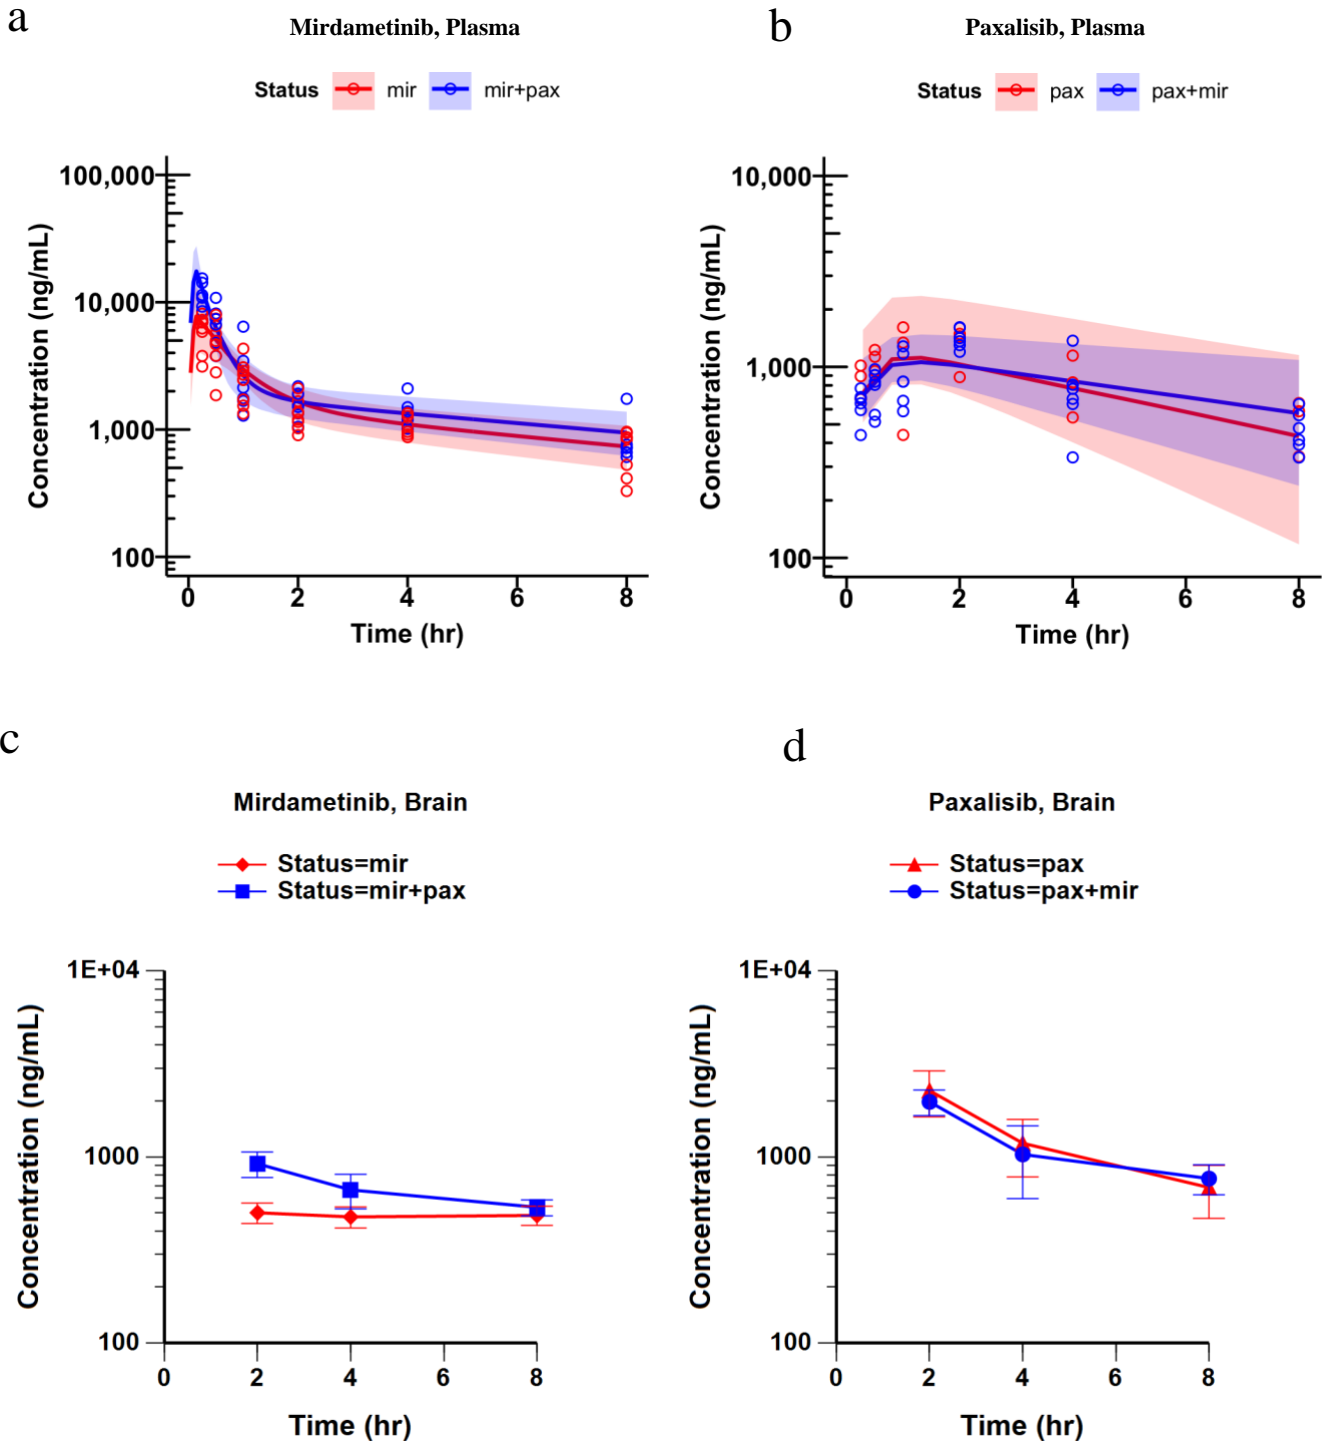 a
Mirdametinib, Plasma
Status mir mir+pax
100,000
10,000
1,000
100
Concentration (ng/mL)
0 2 4 6 8
Time (hr)
b
Paxalisib, Plasma
Status pax pax+mir
10,000
1,000
100
Concentration (ng/mL)
0 2 4 6 8
Time (hr)
c
Mirdametinib, Brain
Status=mir
Status=mir+pax
1E+04
1000
100
Concentration (ng/mL)
0 2 4 6 8
Time (hr)
d
Paxalisib, Brain
Status=pax
Status=pax+mir
1E+04
1000
100
Concentration (ng/mL)
0 2 4 6 8
Time (hr)